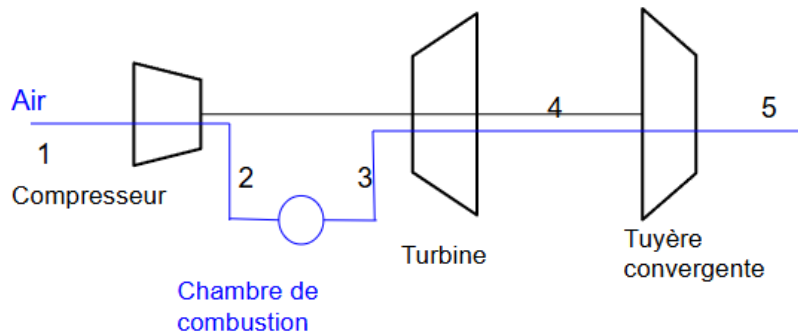 Air
1
Compresseur
2
3
Chambre de
combustion
Turbine
4
5
Tuyère
convergente